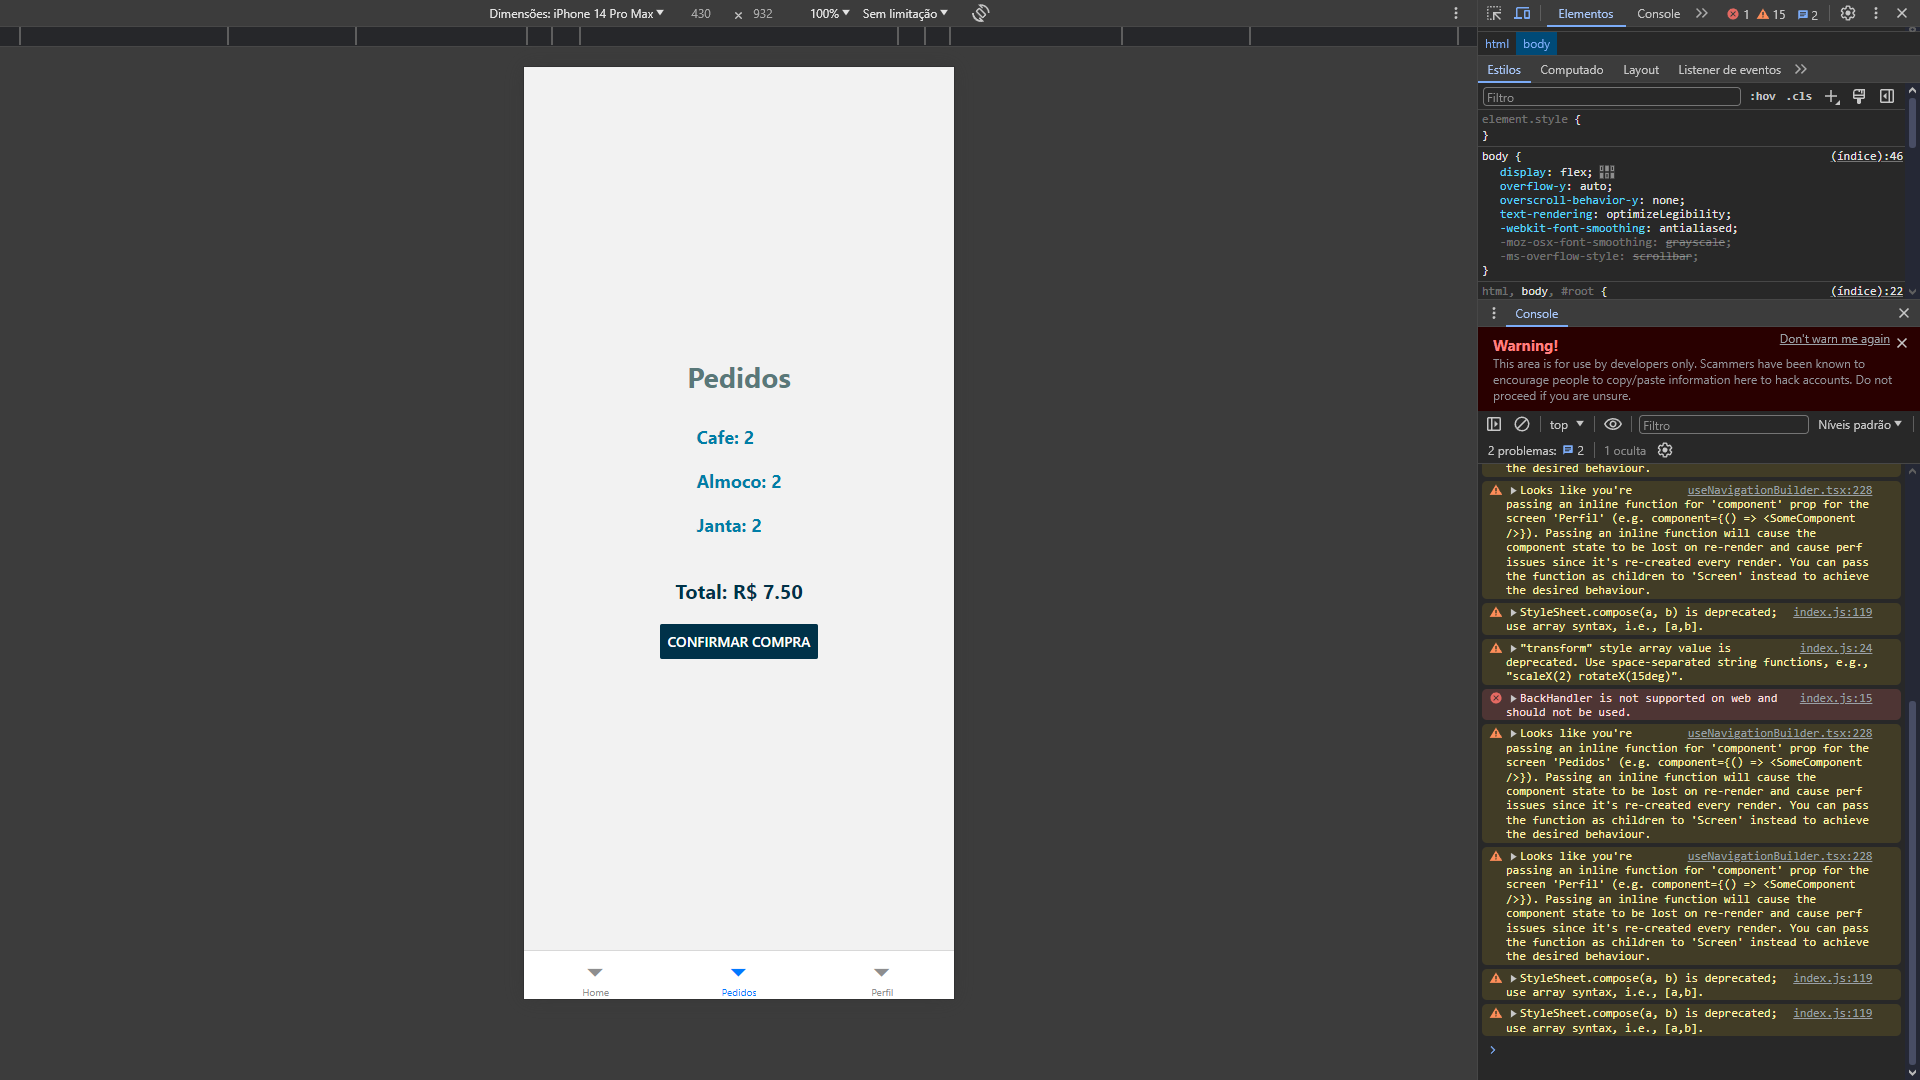 Dimensões: iPhone 14 Pro Max 430 × 932 100% Sem limitação
Pedidos
Cafe: 2
Almoco: 2
Janta: 2
Total: R$ 7.50
CONFIRMAR COMPRA
Home Pedidos Perfil
Elementos Console 1 15 2
html body
Estilos Computado Layout Listener de eventos
Filtro :hov .cls
element.style {
}
body { (índice):46
display: flex;
overflow-y: auto;
overscroll-behavior-y: none;
text-rendering: optimizeLegibility;
-webkit-font-smoothing: antialiased;
-moz-osx-font-smoothing: grayscale;
-ms-overflow-style: scrollbar;
}
html, body, #root { (índice):22
Console
Warning! Don't warn me again
This area is for use by developers only. Scammers have been known to
encourage people to copy/paste information here to hack accounts. Do not
proceed if you are unsure.
top Filtro Níveis padrão
2 problemas: 2 1 oculta
the desired behaviour.
Looks like you're useNavigationBuilder.tsx:228
passing an inline function for 'component' prop for the
screen 'Perfil' (e.g. component={() => <SomeComponent
/>}). Passing an inline function will cause the
component state to be lost on re-render and cause perf
issues since it's re-created every render. You can pass
the function as children to 'Screen' instead to achieve
the desired behaviour.
StyleSheet.compose(a, b) is deprecated; index.js:119
use array syntax, i.e., [a,b].
"transform" style array value is index.js:24
deprecated. Use space-separated string functions, e.g.,
"scaleX(2) rotateX(15deg)".
BackHandler is not supported on web and index.js:15
should not be used.
Looks like you're useNavigationBuilder.tsx:228
passing an inline function for 'component' prop for the
screen 'Pedidos' (e.g. component={() => <SomeComponent
/>}). Passing an inline function will cause the
component state to be lost on re-render and cause perf
issues since it's re-created every render. You can pass
the function as children to 'Screen' instead to achieve
the desired behaviour.
Looks like you're useNavigationBuilder.tsx:228
passing an inline function for 'component' prop for the
screen 'Perfil' (e.g. component={() => <SomeComponent
/>}). Passing an inline function will cause the
component state to be lost on re-render and cause perf
issues since it's re-created every render. You can pass
the function as children to 'Screen' instead to achieve
the desired behaviour.
StyleSheet.compose(a, b) is deprecated; index.js:119
use array syntax, i.e., [a,b].
StyleSheet.compose(a, b) is deprecated; index.js:119
use array syntax, i.e., [a,b].